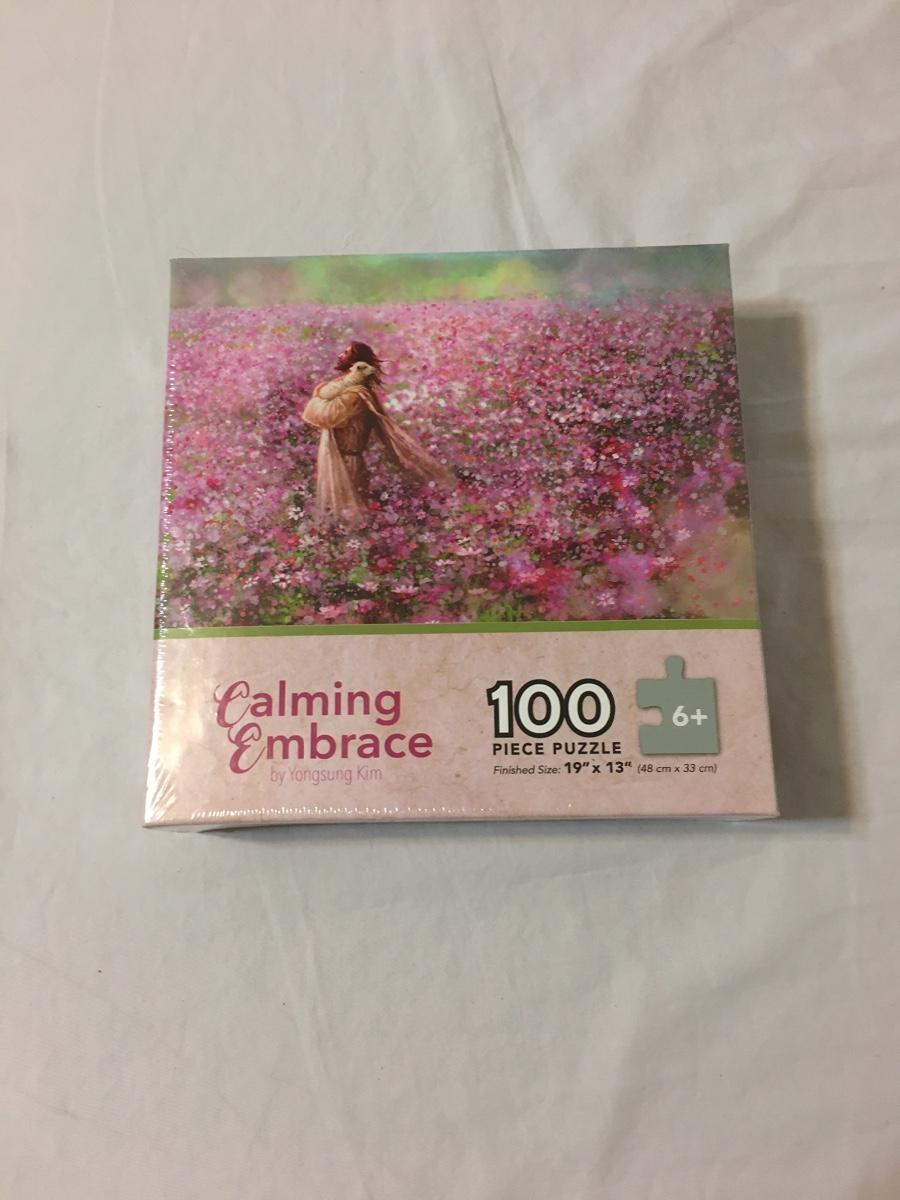 Calming
Embrace
by Yongsung Kim
100
PIECE PUZZLE
Finished Size: 19" x 13" (48 cm x 33 cm)
6+